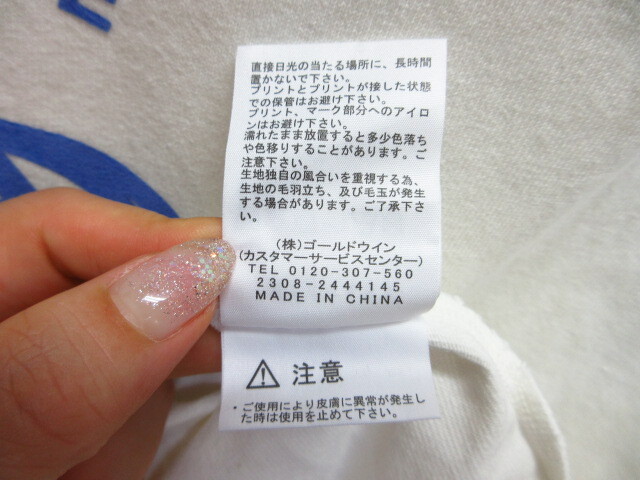 直接日光の当たる場所に、長時間
置かないで下さい。
プリントとプリントが接した状態
での保管はお避け下さい。
プリント、マーク部分へのアイロ
ンはお避け下さい。
濡れたまま放置すると多少色落ち
や色移りすることがあります。ご
注意下さい。
生地独自の風合いを重視する為、
生地の毛羽立ち、及び毛玉が発生
する場合があります。ご了承下さ
い。
(株)ゴールドウイン
(カスタマーサービスセンター)
TEL 0120-307-560
2308-2444145
MADE IN CHINA
注意
・ご使用により皮膚に異常が発生し
た時は使用を止めて下さい。